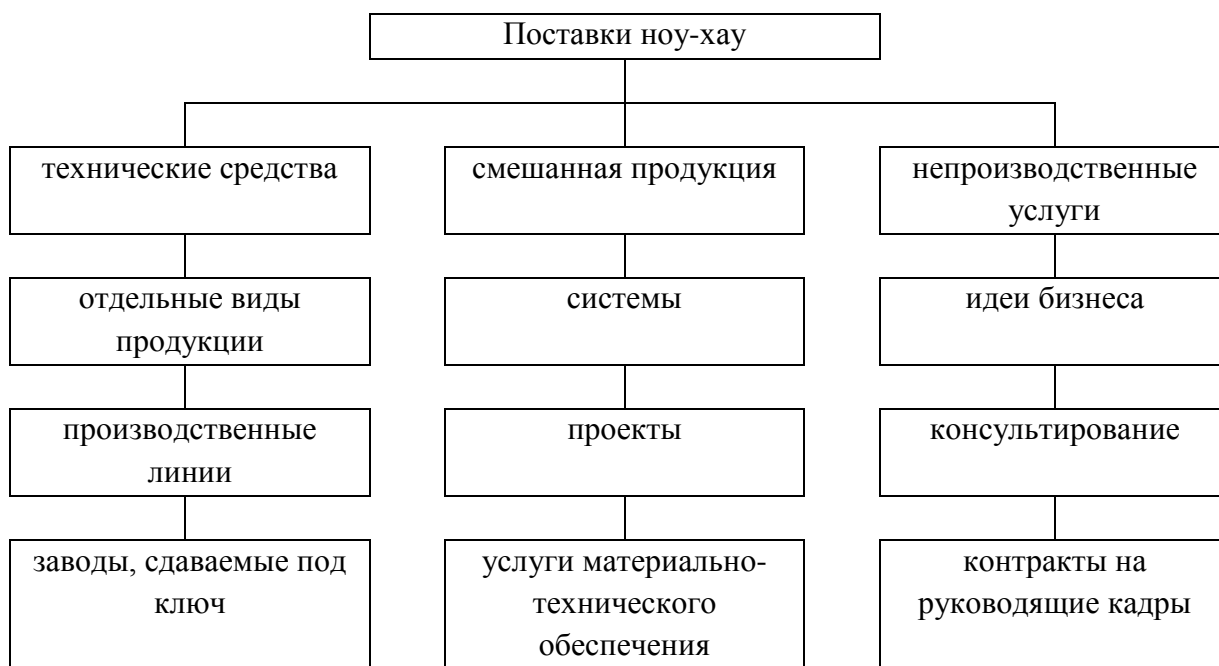 Поставки ноу-хау
технические средства
смешанная продукция
непроизводственные
услуги
отдельные виды
продукции
системы
идеи бизнеса
производственные
линии
проекты
консультирование
заводы, сдаваемые под
ключ
услуги материально-
технического
обеспечения
контракты на
руководящие кадры